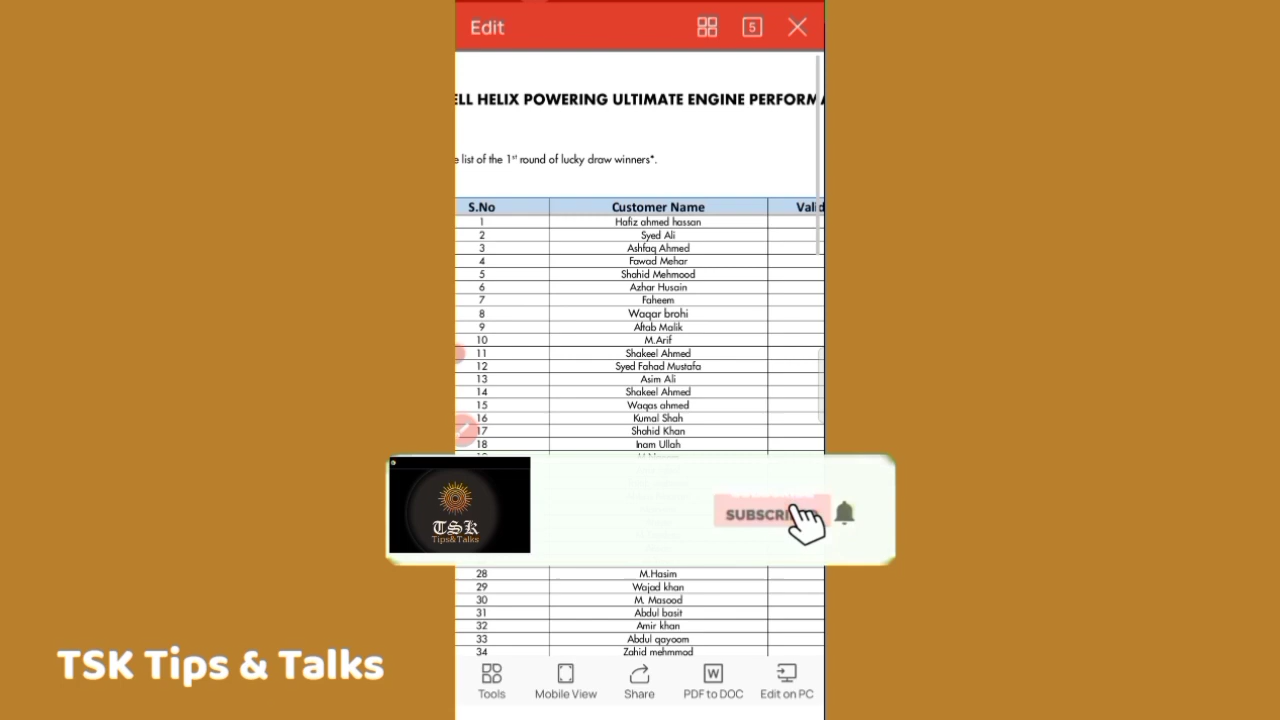 Edit
5
ELL HELIX POWERING ULTIMATE ENGINE PERFORMA
e list of the 1st round of lucky draw winners*.
S.No Customer Name Valid
1 Hafiz ahmed hassan
2 Syed Ali
3 Ashfaq Ahmed
4 Fawad Mehar
5 Shahid Mehmood
6 Azhar Husain
7 Faheem
8 Waqar brohi
9 Aftab Malik
10 M.Arif
11 Shakeel Ahmed
12 Syed Fahad Mustafa
13 Asim Ali
14 Shakeel Ahmed
15 Waqas ahmed
16 Kumal Shah
17 Shahid Khan
18 Inam Ullah
TSK
Tips&Talks
SUBSCRI
28 M.Hasim
29 Wajad khan
30 M. Masood
31 Abdul basit
32 Amir khan
33 Abdul qayoom
34 Zahid mehmmad
TSK Tips & Talks
Tools Mobile View Share PDF to DOC Edit on PC